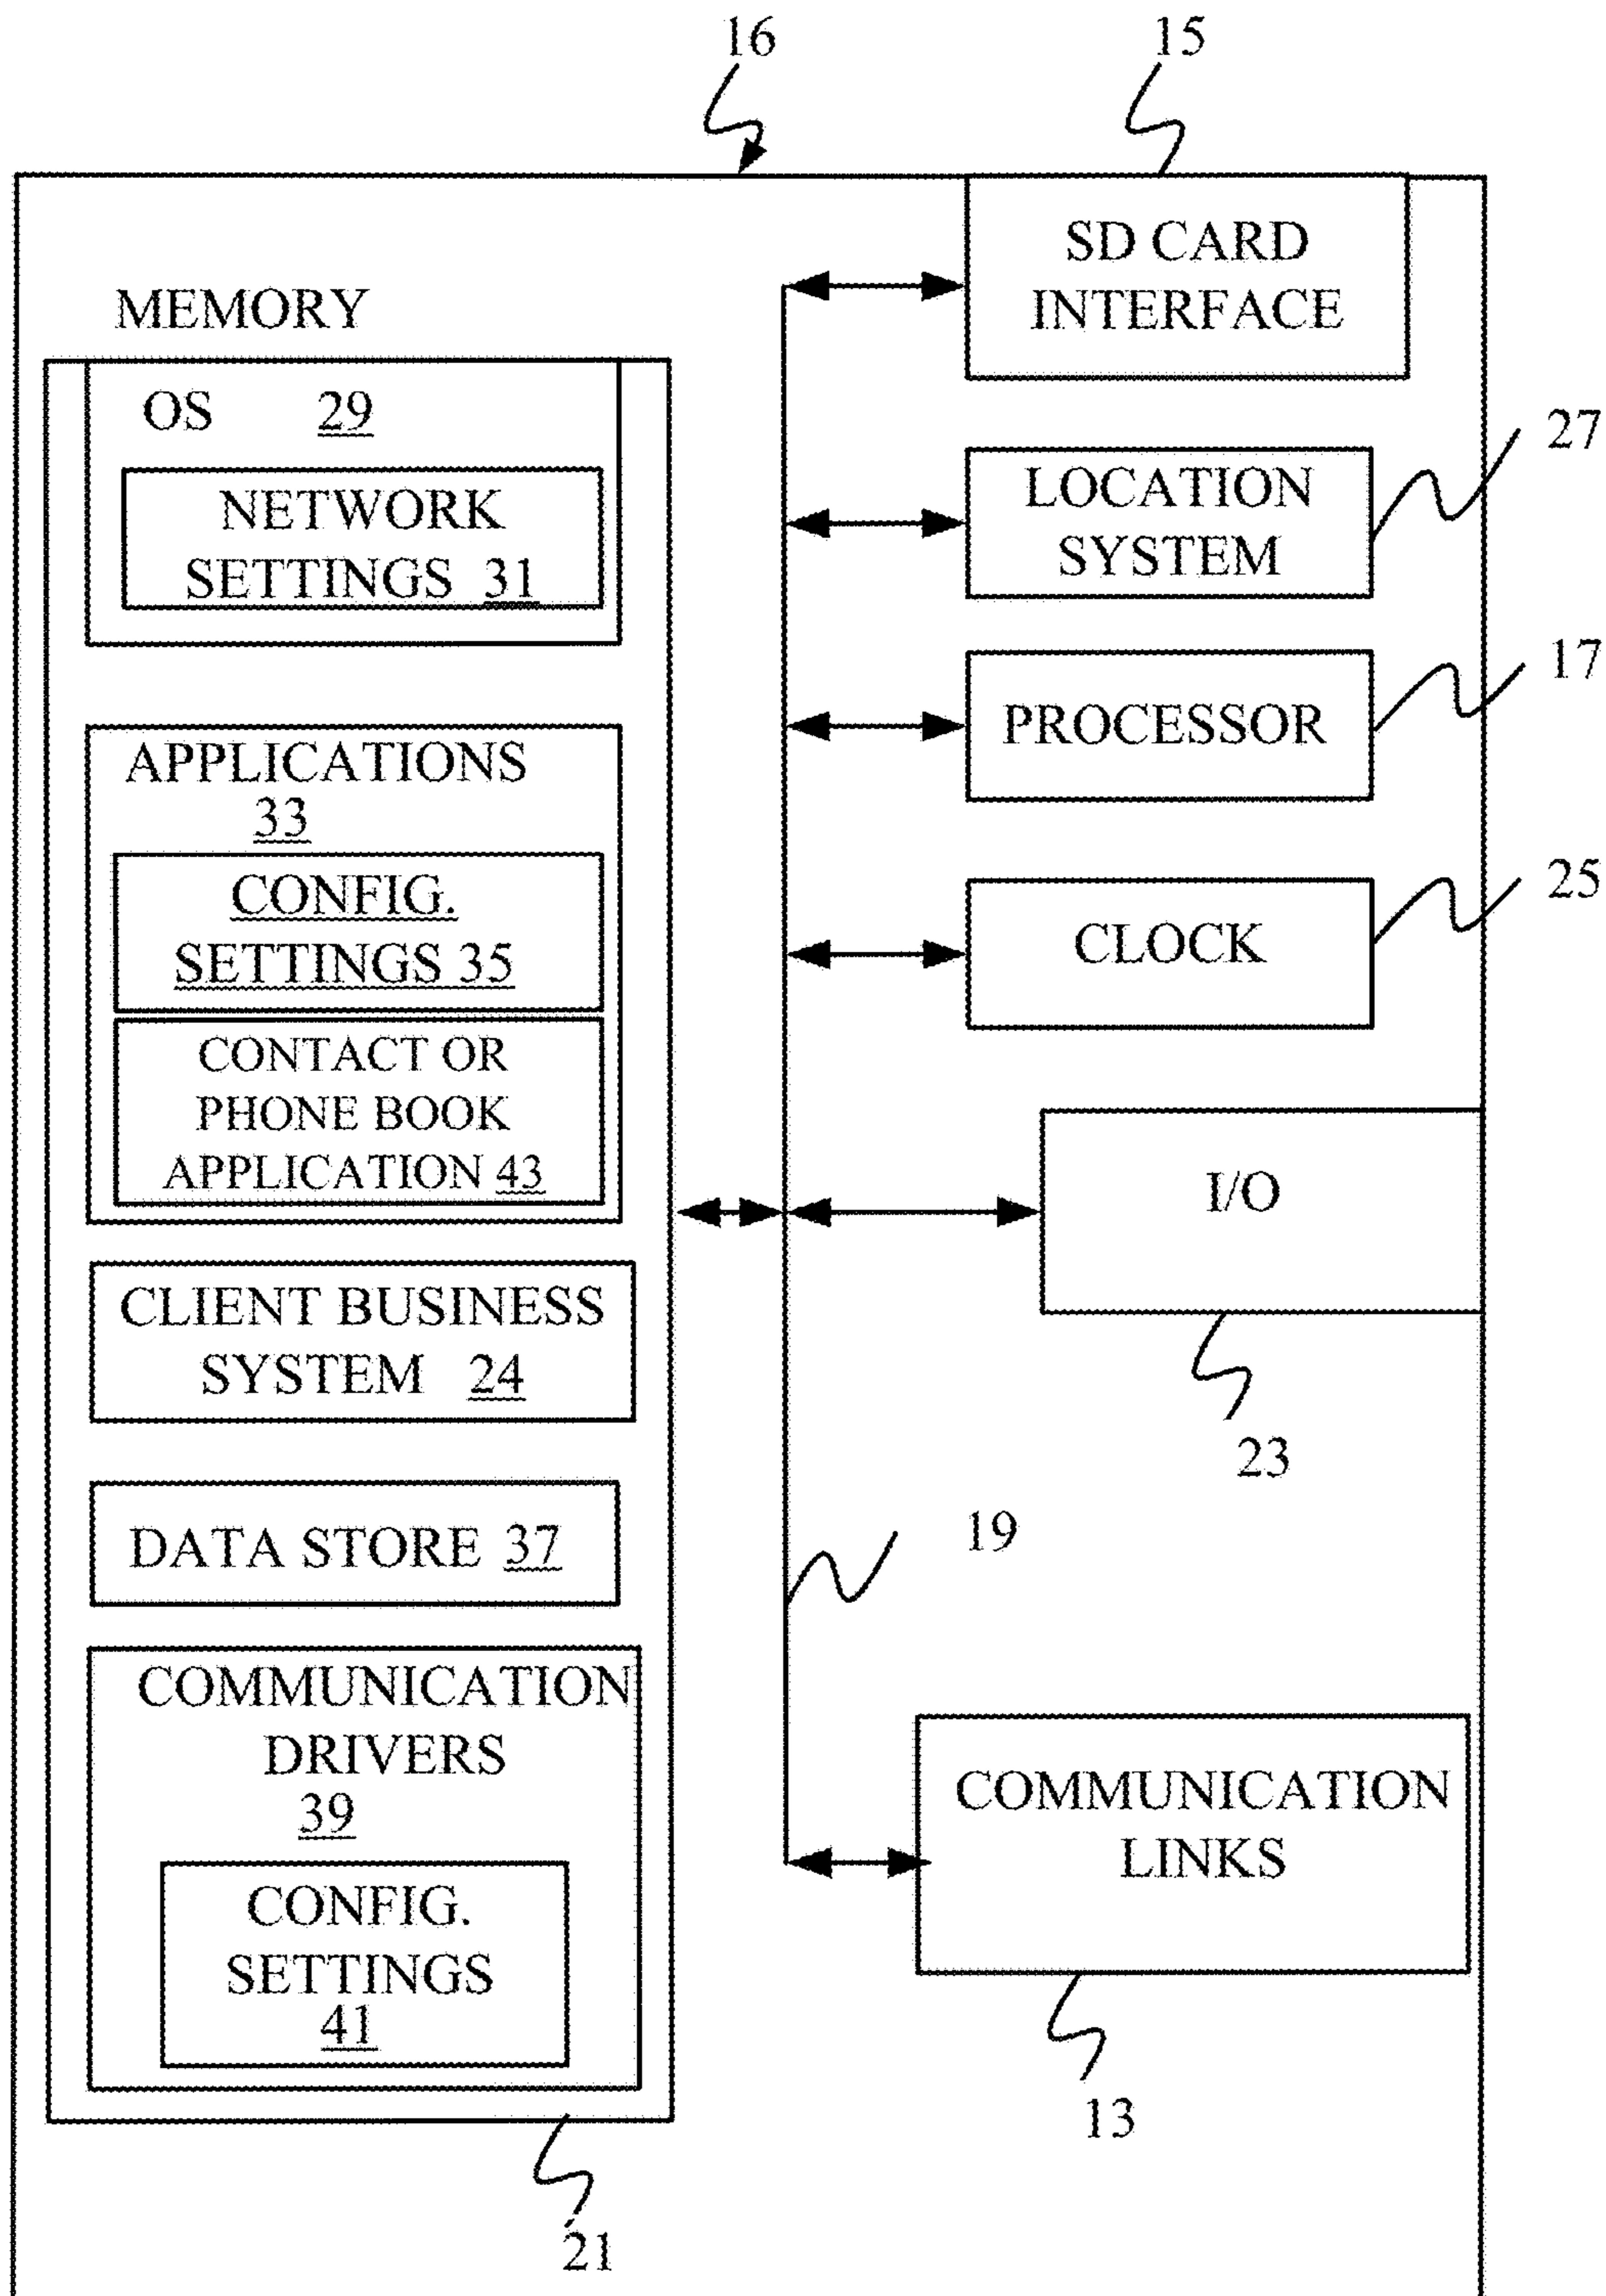 16
15
SD CARD
INTERFACE
MEMORY
OS 29
NETWORK
SETTINGS 31
27
LOCATION
SYSTEM
17
PROCESSOR
APPLICATIONS
33
CONFIG.
SETTINGS 35
25
CLOCK
CONTACT OR
PHONE BOOK
APPLICATION 43
I/O
CLIENT BUSINESS
SYSTEM 24
23
DATA STORE 37
19
COMMUNICATION
DRIVERS
39
CONFIG.
SETTINGS
41
COMMUNICATION
LINKS
13
21